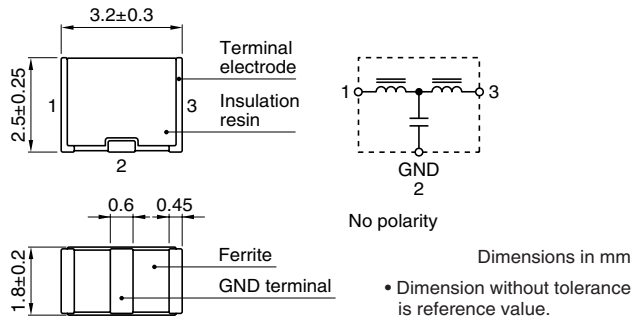 3.2±0.3
2.5±0.25
1
3
2
Terminal
electrode
Insulation
resin
1
3
GND
2
No polarity
0.6
0.45
1.8±0.2
Ferrite
GND terminal
Dimensions in mm
• Dimension without tolerance
is reference value.